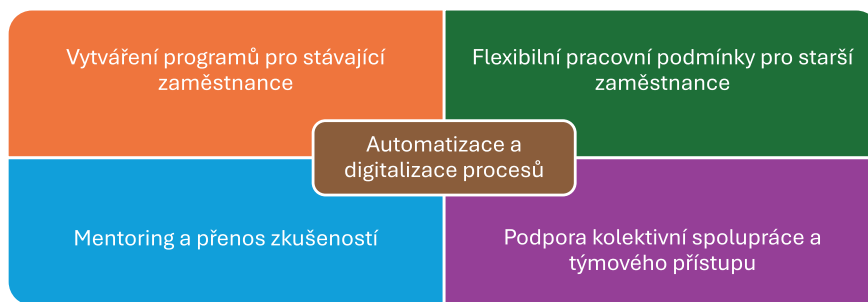 Vytváření programů pro stávající
zaměstnance
Flexibilní pracovní podmínky pro starší
zaměstnance
Automatizace a
digitalizace procesů
Mentoring a přenos zkušeností
Podpora kolektivní spolupráce a
týmového přístupu